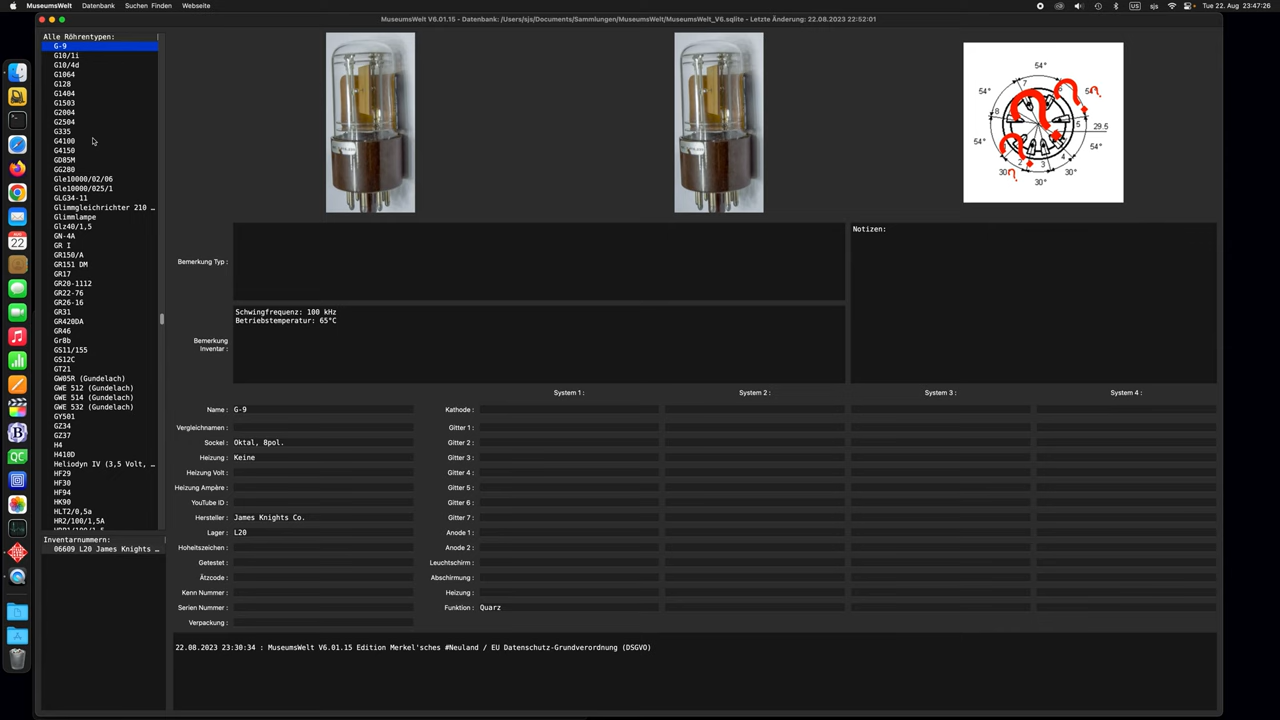 MuseumsWelt Datenbank Suchen Finden Webseite
US sjs Tue 22. Aug 23:47:26
MuseumsWelt V6.01.15 - Datenbank: /Users/sjs/Documents/Sammlungen/MuseumsWelt/MuseumsWelt_V6.sqlite - Letzte Änderung: 22.08.2023 22:52:01
Alle Röhrentypen:
G-9
G10/1i
G10/4d
G1064
G128
G1404
G1503
G2004
G2504
G335
G4100
G4150
GD85M
GG280
Gle10000/02/06
Gle10000/025/1
GLG34-11
Glimmgleichrichter 210 …
Glimmlampe
Glz40/1,5
GN-4A
GR I
GR150/A
GR151 DM
GR17
GR20-1112
GR22-76
GR26-16
GR31
GR420DA
GR46
Gr8b
GS11/155
GS12C
GT21
GW05R (Gundelach)
GWE 512 (Gundelach)
GWE 514 (Gundelach)
GWE 532 (Gundelach)
GY501
GZ34
GZ37
H4
H410D
Heliodyn IV (3,5 Volt, …
HF29
HF30
HF94
HK90
HLT2/0,5a
HR2/100/1,5A
Inventarnummern:
06609 L20 James Knights …
54°
54° 54°
7
8
5
29.5
54° 54°
2 3 4
30° 30°
30°
? ? ? ? ?
Bemerkung Typ :
Notizen:
Bemerkung Inventar :
Schwingfrequenz: 100 kHz
Betriebstemperatur: 65°C
System 1 : System 2 : System 3 : System 4 :
Name : G-9 Kathode :
Vergleichnamen : Gitter 1 :
Sockel : Oktal, 8pol. Gitter 2 :
Heizung : Keine Gitter 3 :
Heizung Volt : Gitter 4 :
Heizung Ampère : Gitter 5 :
YouTube ID : Gitter 6 :
Hersteller : James Knights Co. Gitter 7 :
Lager : L20 Anode 1 :
Hoheitszeichen : Anode 2 :
Getestet : Leuchtschirm :
Ätzcode : Abschirmung :
Kenn Nummer : Heizung :
Serien Nummer : Funktion : Quarz
Verpackung :
22.08.2023 23:30:34 : MuseumsWelt V6.01.15 Edition Merkel'sches #Neuland / EU Datenschutz-Grundverordnung (DSGVO)